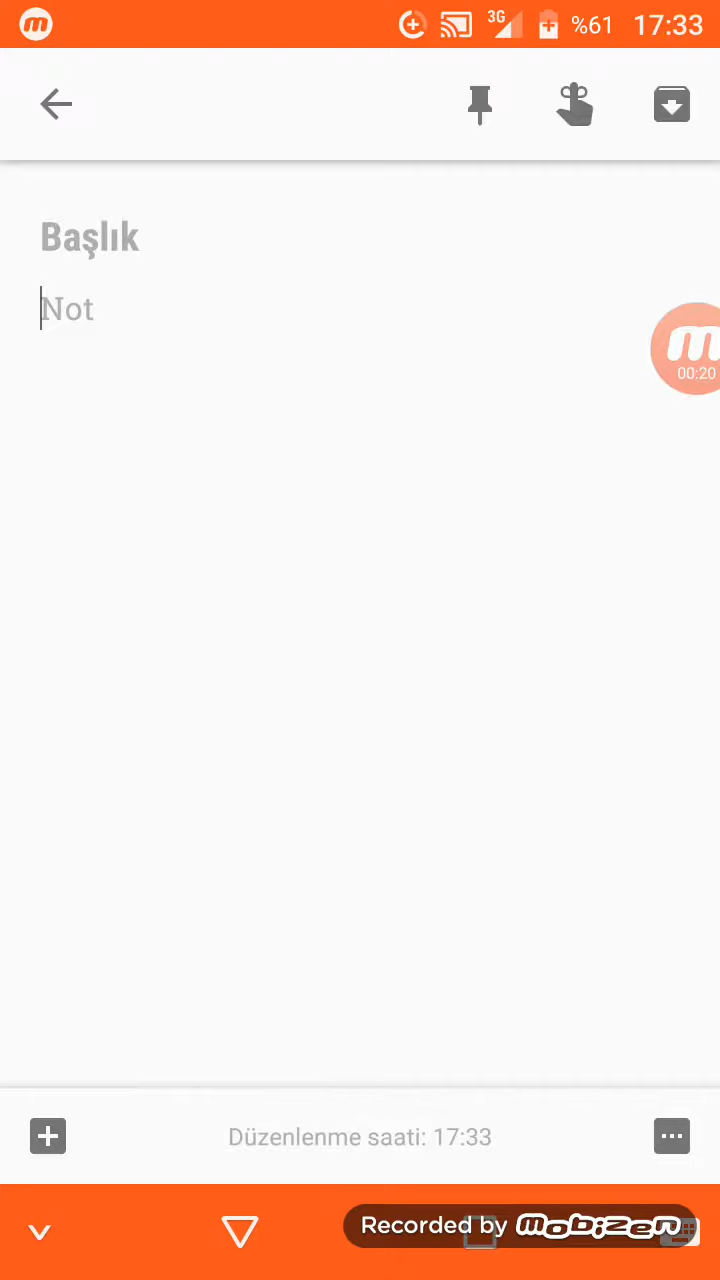 3G %61 17:33
Başlık
Not
00:20
Düzenlenme saati: 17:33
Recorded by mobizen